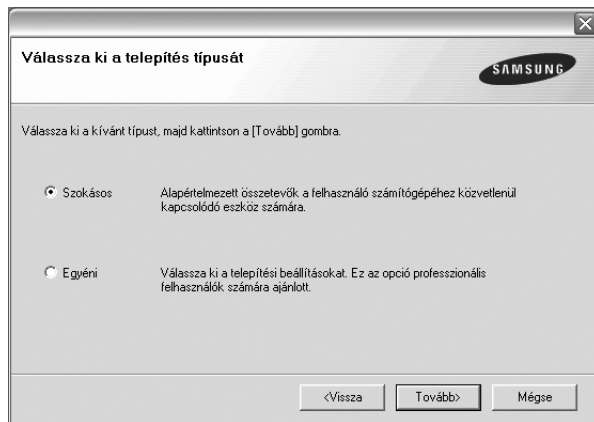 Válassza ki a telepítés típusát
SAMSUNG
Válassza ki a kívánt típust, majd kattintson a [Tovább] gombra.
Szokásos
Alapértelmezett összetevők a felhasználó számítógépéhez közvetlenül
kapcsolódó eszköz számára.
Egyéni
Válassza ki a telepítési beállításokat. Ez az opció professzionális
felhasználók számára ajánlott.
<Vissza
Tovább>
Mégse